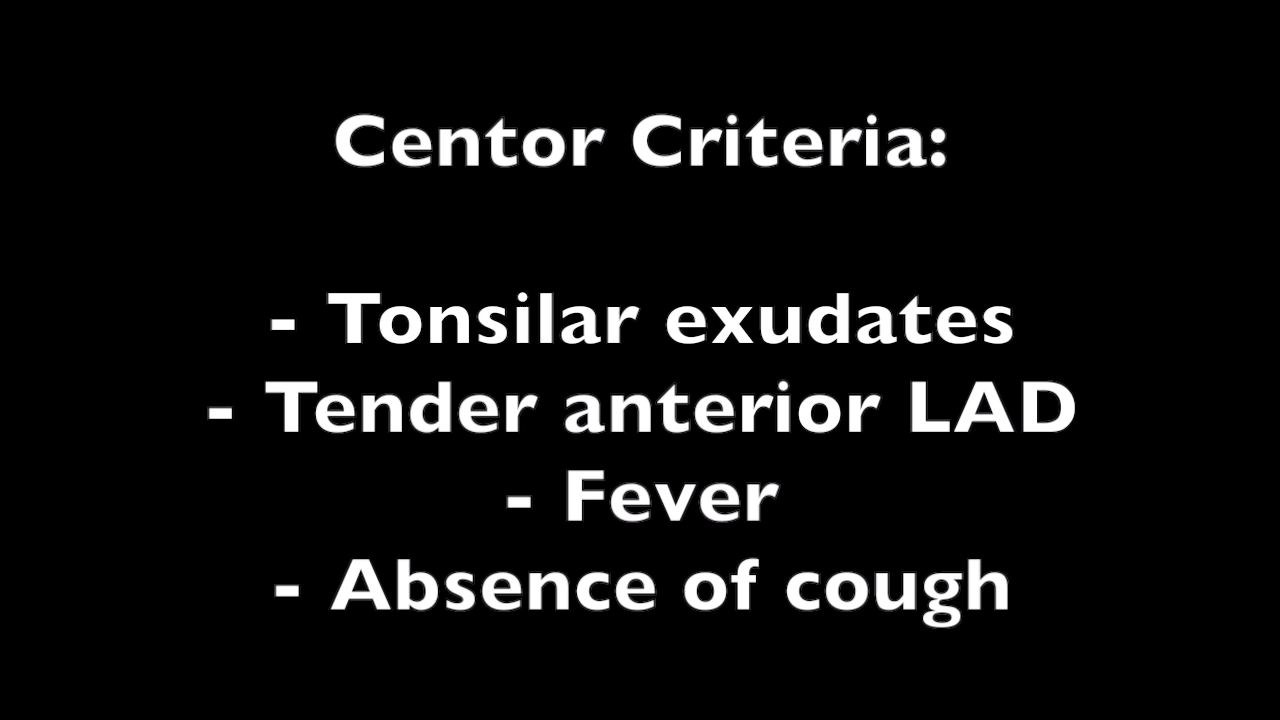 Centor Criteria:
- Tonsilar exudates
- Tender anterior LAD
- Fever
- Absence of cough